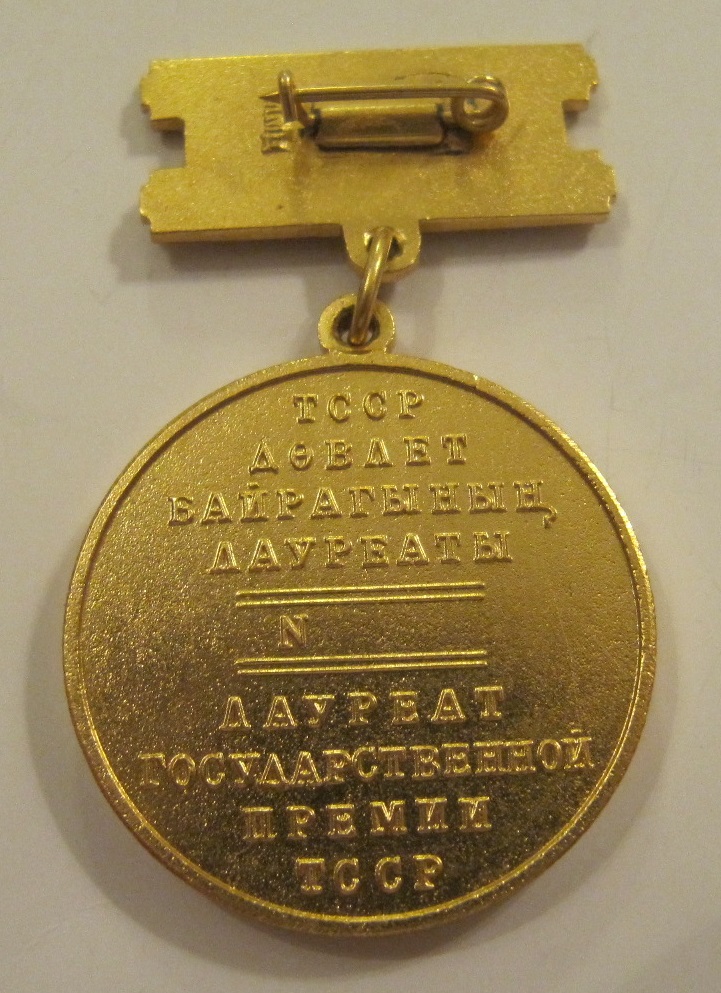 ТССР
ДӨВЛЕТ
БАЙРАГЫНЫҢ
ЛАУРЕАТЫ
N
ЛАУРЕАТ
ГОСУДАРСТВЕННОЙ
ПРЕМИИ
ТССР